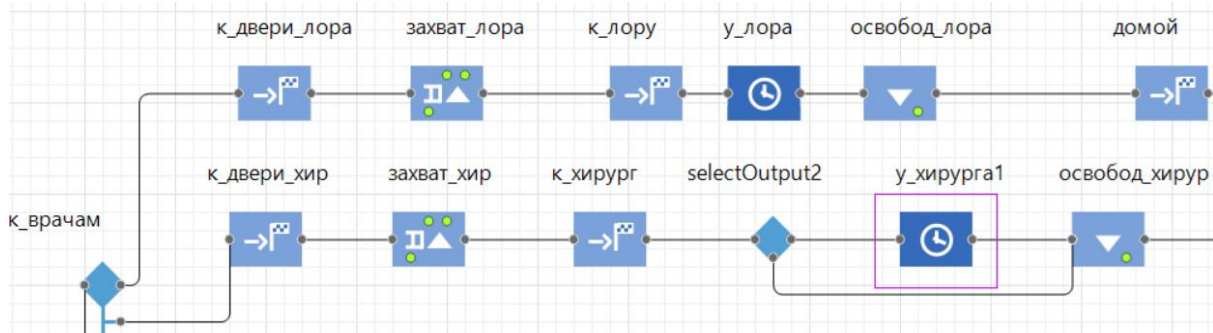 к_двери_лора захват_лора к_лору у_лора освобод_лора домой
к_двери_хир захват_хир к_хирург selectOutput2 у_хирурга1 освобод_хирур
к_врачам